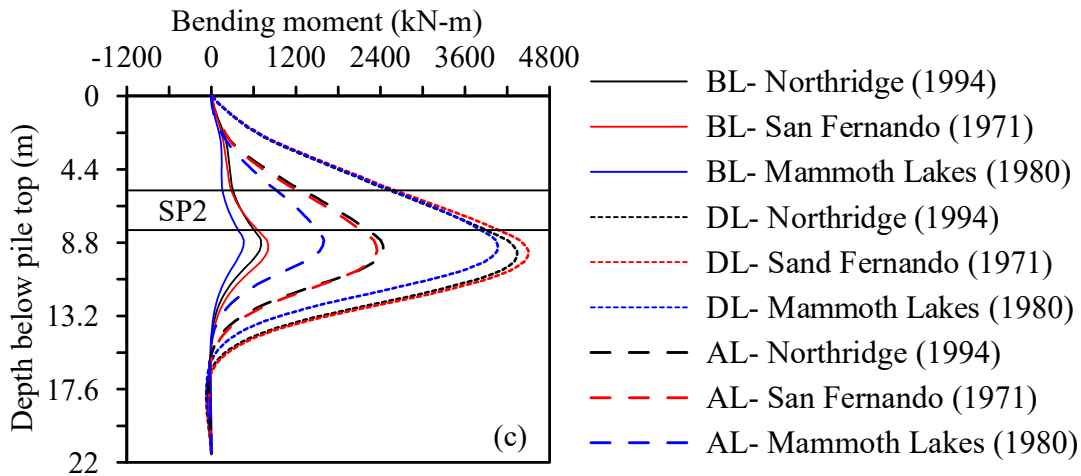 Bending moment (kN-m)
-1200 0 1200 2400 3600 4800
0
4.4
8.8
13.2
17.6
22
Depth below pile top (m)
SP2
(c)
BL- Northridge (1994)
BL- San Fernando (1971)
BL- Mammoth Lakes (1980)
DL- Northridge (1994)
DL- Sand Fernando (1971)
DL- Mammoth Lakes (1980)
AL- Northridge (1994)
AL- San Fernando (1971)
AL- Mammoth Lakes (1980)